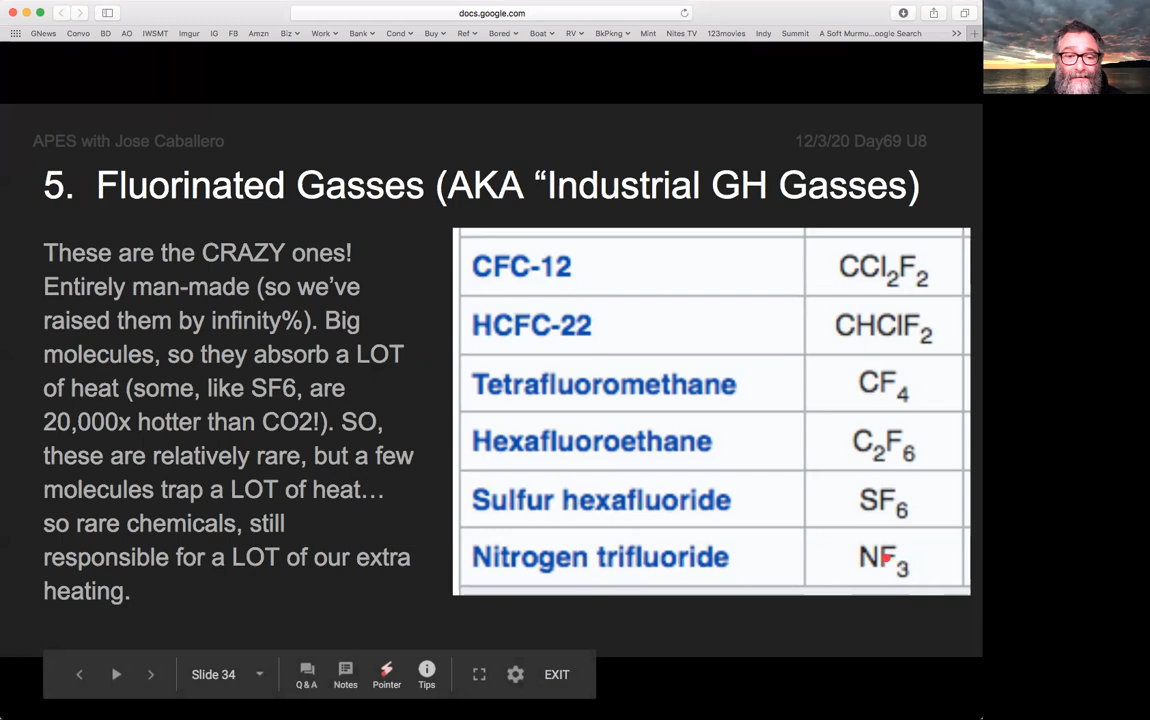 docs.google.com
GNews Convo BD AO IWSMT Imgur IG FB Amzn Biz Work Bank Cond Buy Ref Bored Boat RV BkPkng Mint Nites TV 123movies Indy Summit A Soft Murmu...oogle Search
APES with Jose Caballero
12/3/20 Day69 U8
5. Fluorinated Gasses (AKA “Industrial GH Gasses)
These are the CRAZY ones!
Entirely man-made (so we’ve
raised them by infinity%). Big
molecules, so they absorb a LOT
of heat (some, like SF6, are
20,000x hotter than CO2!). SO,
these are relatively rare, but a few
molecules trap a LOT of heat…
so rare chemicals, still
responsible for a LOT of our extra
heating.
CFC-12 CCl₂F₂
HCFC-22 CHClF₂
Tetrafluoromethane CF₄
Hexafluoroethane C₂F₆
Sulfur hexafluoride SF₆
Nitrogen trifluoride NF₃
Slide 34
Q & A Notes Pointer Tips
EXIT